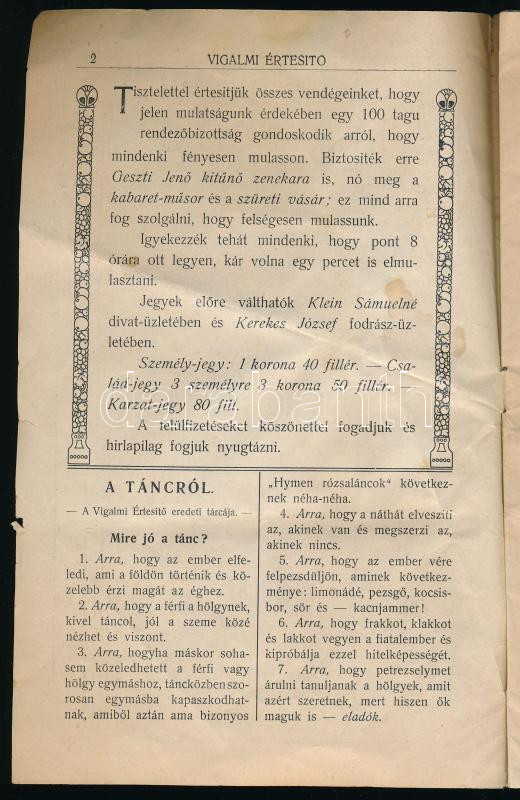 2 VIGALMI ÉRTESITŐ
Tisztelettel értesitjük összes vendégeinket, hogy
jelen mulatságunk érdekében egy 100 tagu
rendezőbizottság gondoskodik arról, hogy
mindenki fényesen mulasson. Biztositék erre
Geszti Jenő kitünő zenekara is, nó meg a
kabaret-műsor és a szüreti vásár; ez mind arra
fog szolgálni, hogy felségesen mulassunk.
Igyekezzék tehát mindenki, hogy pont 8
órára ott legyen, kár volna egy percet is elmu-
lasztani.
Jegyek előre válthatók Klein Sámuelné
divat-üzletében és Kerekes József fodrász-üz-
letében.
Személy-jegy: 1 korona 40 fillér. — Csa-
lád-jegy 3 személyre 3 korona 50 fillér. —
Karzat-jegy 80 fill.
A felülfizetéseket köszönettel fogadjuk és
hirlapilag fogjuk nyugtázni.
A TÁNCRÓL.
— A Vigalmi Értesitő eredeti tárcája. —
Mire jó a tánc?
1. Arra, hogy az ember elfe-
ledi, ami a földön történik és kö-
zelebb érzi magát az éghez.
2. Arra, hogy a férfi a hölgynek,
kivel táncol, jól a szeme közé
nézhet és viszont.
3. Arra, hogyha máskor soha-
sem közeledhetett a férfi vagy
hölgy egymáshoz, táncközben szo-
rosan egymásba kapaszkodhat-
nak, amiből aztán ama bizonyos
„Hymen rózsaláncok“ következ-
nek néha-néha.
4. Arra, hogy a náthát elveszíti
az, akinek van és megszerzi az,
akinek nincs.
5. Arra, hogy az ember vére
felpezsdüljön, aminek következ-
ménye: limonádé, pezsgő, kocsis-
bor, sör és — kacnjammer!
6. Arra, hogy frakkot, klakkot
és lakkot vegyen a fiatalember és
kipróbálja ezzel hitelképességét.
7. Arra, hogy petrezselymet
árulni tanuljanak a hölgyek, amit
azért szeretnek, mert hiszen ők
maguk is — eladók.
darabanth.com